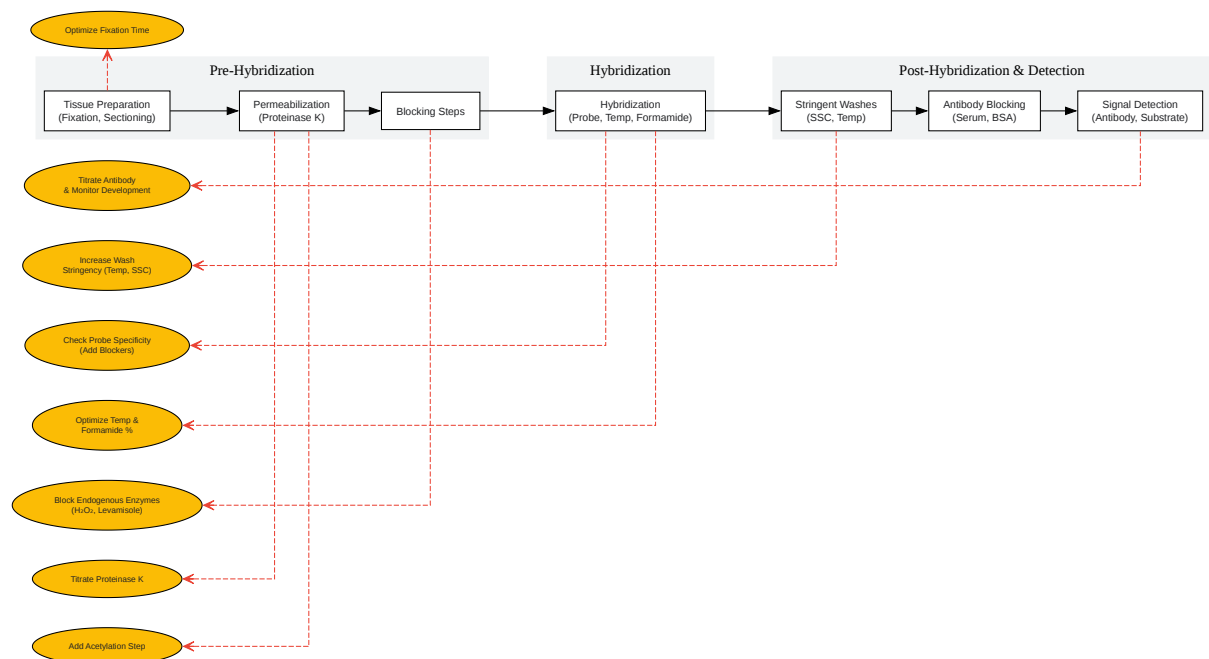 Optimize Fixation Time
Pre-Hybridization
Hybridization
Post-Hybridization & Detection
Tissue Preparation
(Fixation, Sectioning)
Permeabilization
(Proteinase K)
Blocking Steps
Hybridization
(Probe, Temp, Formamide)
Stringent Washes
(SSC, Temp)
Antibody Blocking
(Serum, BSA)
Signal Detection
(Antibody, Substrate)
Titrate Antibody
& Monitor Development
Increase Wash
Stringency (Temp, SSC)
Check Probe Specificity
(Add Blockers)
Optimize Temp &
Formamide %
Block Endogenous Enzymes
(H₂O₂, Levamisole)
Titrate Proteinase K
Add Acetylation Step